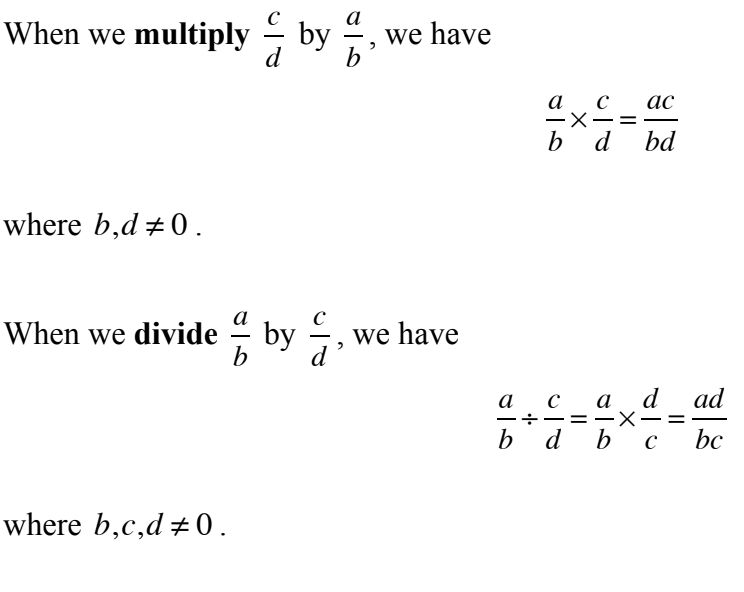 When we multiply c/d by a/b, we have
a/b × c/d = ac/bd
where b,d ≠ 0 .
When we divide a/b by c/d, we have
a/b ÷ c/d = a/b × d/c = ad/bc
where b,c,d ≠ 0 .